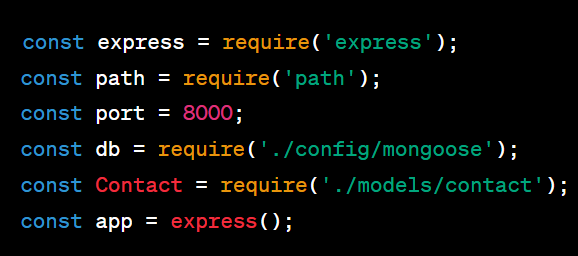 const express = require('express');
const path = require('path');
const port = 8000;
const db = require('./config/mongoose');
const Contact = require('./models/contact');
const app = express();